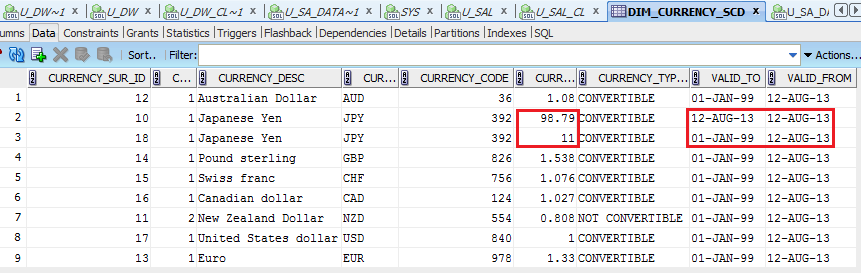 U_DW~1 U_DW U_DW_CL~1 U_SA_DATA~1 SYS U_SAL U_SAL_CL DIM_CURRENCY_SCD U_SA_DA
umns Data Constraints Grants Statistics Triggers Flashback Dependencies Details Partitions Indexes SQL
Sort.. Filter: Actions...
CURRENCY_SUR_ID C... CURRENCY_DESC CUR... CURRENCY_CODE CURR... CURRENCY_TYP... VALID_TO VALID_FROM
1 12 1 Australian Dollar AUD 36 1.08 CONVERTIBLE 01-JAN-99 12-AUG-13
2 10 1 Japanese Yen JPY 392 98.79 CONVERTIBLE 12-AUG-13 12-AUG-13
3 18 1 Japanese Yen JPY 392 11 CONVERTIBLE 01-JAN-99 12-AUG-13
4 14 1 Pound sterling GBP 826 1.538 CONVERTIBLE 01-JAN-99 12-AUG-13
5 15 1 Swiss franc CHF 756 1.076 CONVERTIBLE 01-JAN-99 12-AUG-13
6 16 1 Canadian dollar CAD 124 1.027 CONVERTIBLE 01-JAN-99 12-AUG-13
7 11 2 New Zealand Dollar NZD 554 0.808 NOT CONVERTIBLE 01-JAN-99 12-AUG-13
8 17 1 United States dollar USD 840 1 CONVERTIBLE 01-JAN-99 12-AUG-13
9 13 1 Euro EUR 978 1.33 CONVERTIBLE 01-JAN-99 12-AUG-13